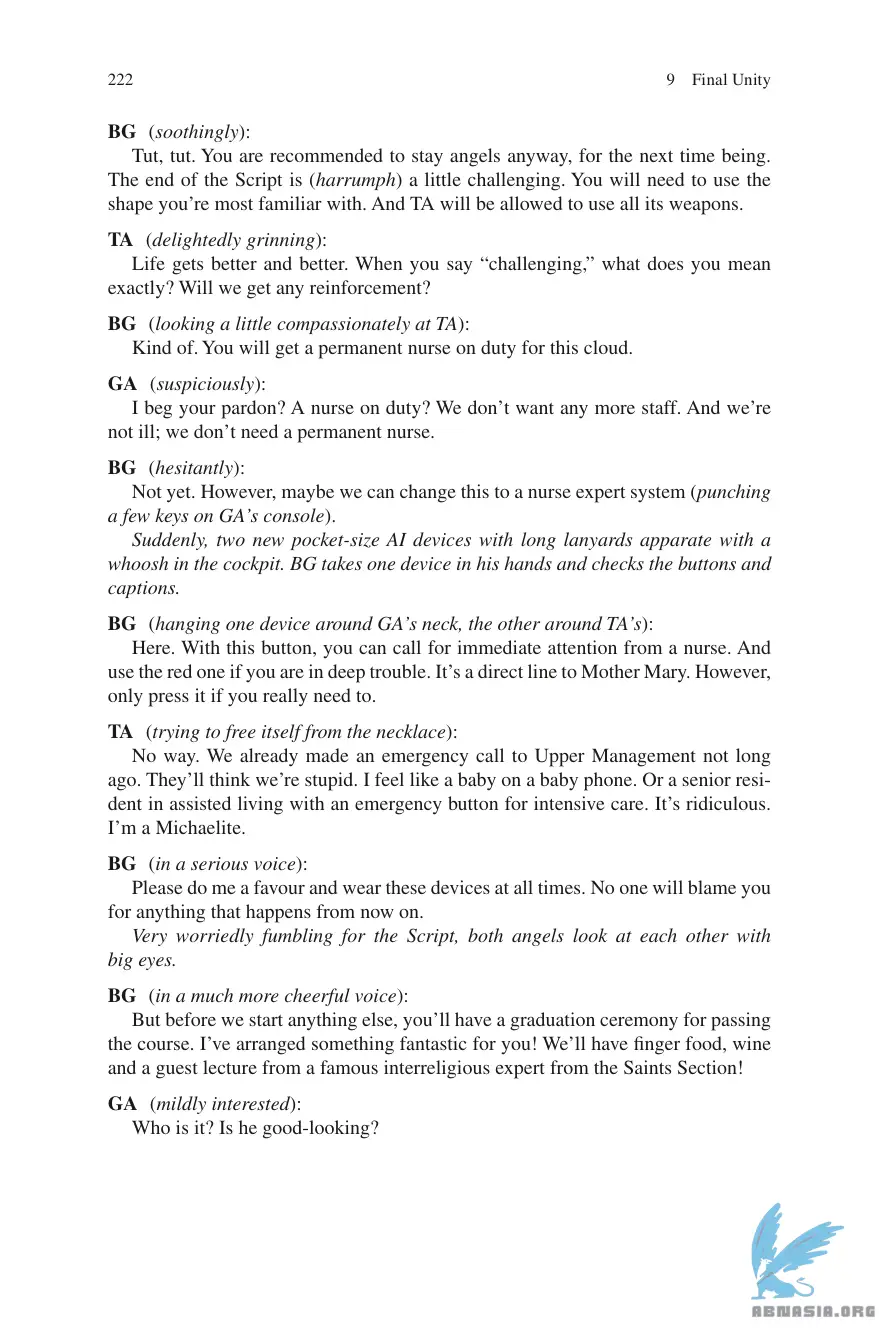 222
9 Final Unity
BG (soothingly):
Tut, tut. You are recommended to stay angels anyway, for the next time being.
The end of the Script is (harrumph) a little challenging. You will need to use the
shape you’re most familiar with. And TA will be allowed to use all its weapons.
TA (delightedly grinning):
Life gets better and better. When you say “challenging,” what does you mean
exactly? Will we get any reinforcement?
BG (looking a little compassionately at TA):
Kind of. You will get a permanent nurse on duty for this cloud.
GA (suspiciously):
I beg your pardon? A nurse on duty? We don’t want any more staff. And we’re
not ill; we don’t need a permanent nurse.
BG (hesitantly):
Not yet. However, maybe we can change this to a nurse expert system (punching
a few keys on GA’s console).
Suddenly, two new pocket-size AI devices with long lanyards apparate with a
whoosh in the cockpit. BG takes one device in his hands and checks the buttons and
captions.
BG (hanging one device around GA’s neck, the other around TA’s):
Here. With this button, you can call for immediate attention from a nurse. And
use the red one if you are in deep trouble. It’s a direct line to Mother Mary. However,
only press it if you really need to.
TA (trying to free itself from the necklace):
No way. We already made an emergency call to Upper Management not long
ago. They’ll think we’re stupid. I feel like a baby on a baby phone. Or a senior resi-
dent in assisted living with an emergency button for intensive care. It’s ridiculous.
I’m a Michaelite.
BG (in a serious voice):
Please do me a favour and wear these devices at all times. No one will blame you
for anything that happens from now on.
Very worriedly fumbling for the Script, both angels look at each other with
big eyes.
BG (in a much more cheerful voice):
But before we start anything else, you’ll have a graduation ceremony for passing
the course. I’ve arranged something fantastic for you! We’ll have finger food, wine
and a guest lecture from a famous interreligious expert from the Saints Section!
GA (mildly interested):
Who is it? Is he good-looking?
ABNASIA.ORG